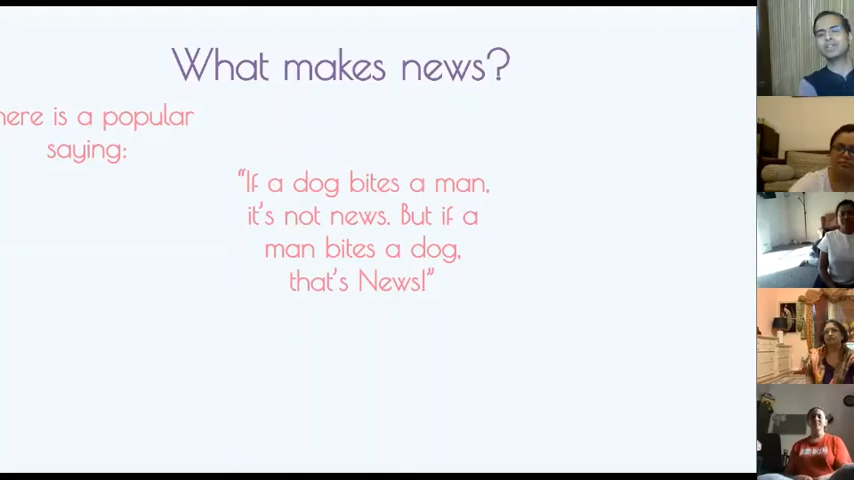 What makes news?
here is a popular
saying:
“If a dog bites a man,
it’s not news. But if a
man bites a dog,
that’s News!”